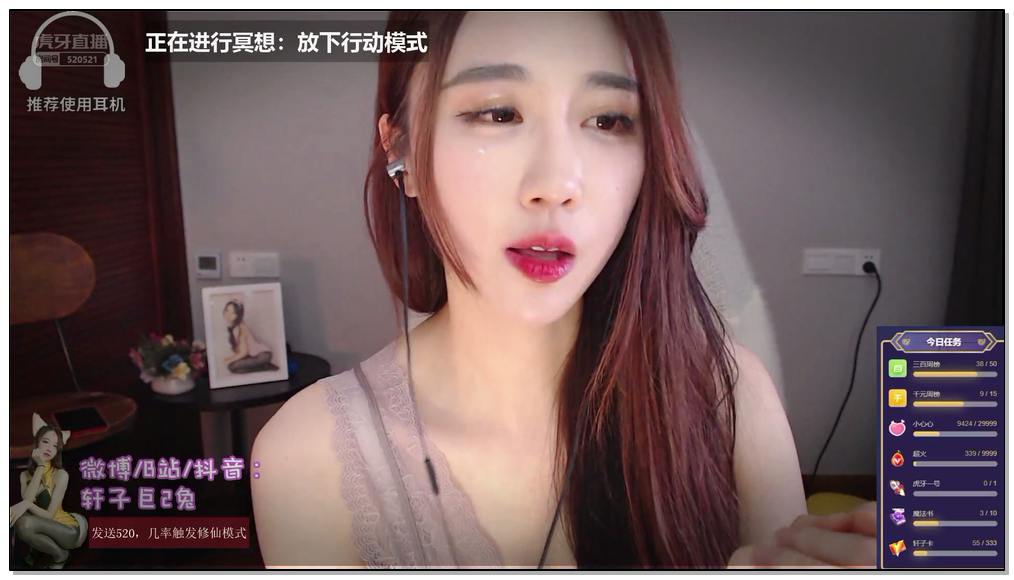 正在进行冥想：放下行动模式
虎牙直播
房间号 520521
推荐使用耳机
今日任务
三百周榜 38 / 50
千元周榜 9 / 15
小心心 9424 / 29999
超火 339 / 9999
虎牙一号 0 / 1
魔法书 3 / 10
轩子卡 55 / 333
微博/B站/抖音：
轩子巨2兔
发送520，几率触发修仙模式